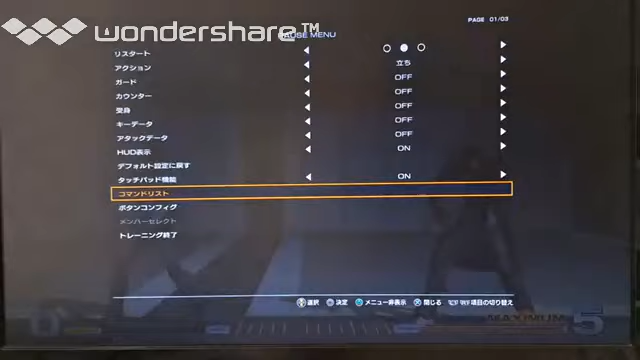 wondershare™
PAGE 01/03
PAUSE MENU
リスタート
アクション 立ち
ガード OFF
カウンター OFF
受身 OFF
キーデータ OFF
アタックデータ OFF
HUD表示 ON
デフォルト設定に戻す
タッチパッド機能 ON
コマンドリスト
ボタンコンフィグ
メンバーセレクト
トレーニング終了
選択 決定 メニュー非表示 閉じる 項目の切り替え
MAXIMUM 5